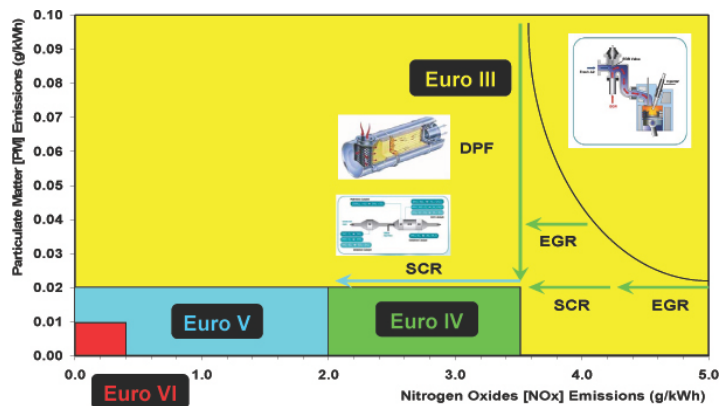 Particulate Matter [PM] Emissions (g/kWh)
0.10
0.09
0.08
0.07
0.06
0.05
0.04
0.03
0.02
0.01
0.00
Euro III
DPF
EGR
SCR
SCR
EGR
Euro V
Euro IV
Euro VI
0.0
1.0
2.0
3.0
4.0
5.0
Nitrogen Oxides [NOx] Emissions (g/kWh)